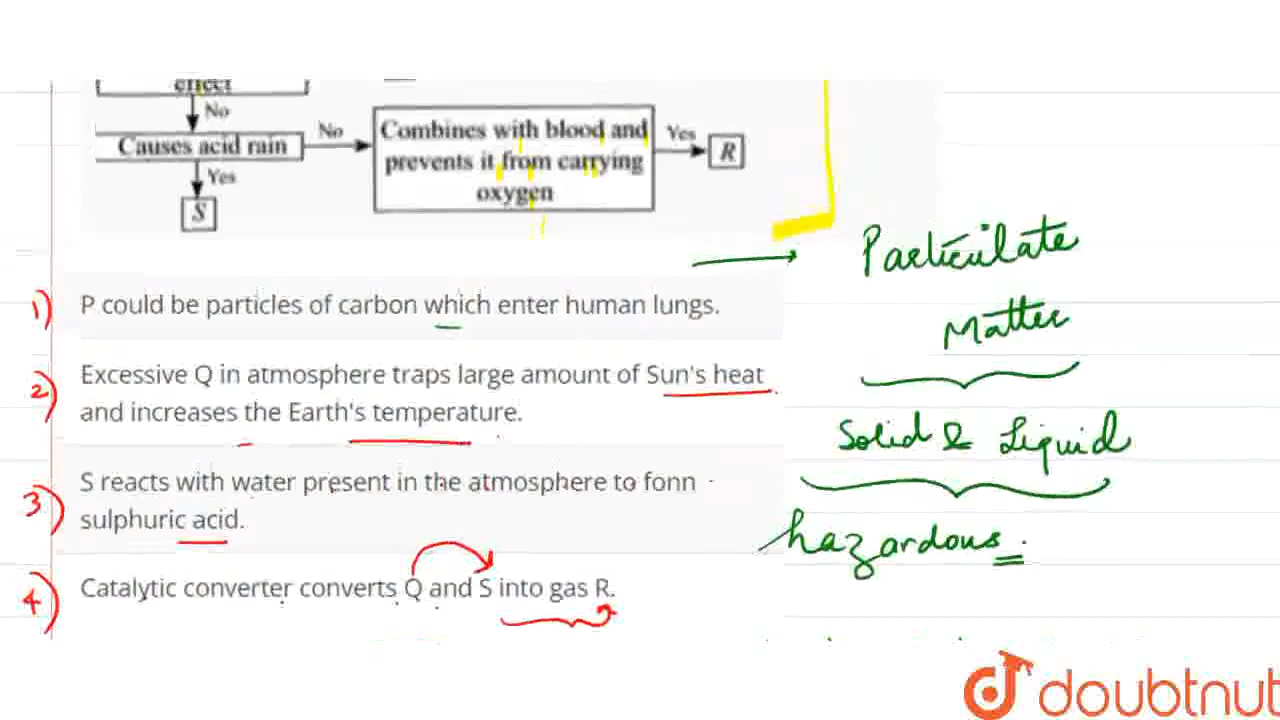 effect
No
Causes acid rain
No
Combines with blood and
prevents it from carrying
oxygen
Yes
R
Yes
S
Particulate
Matter
1) P could be particles of carbon which enter human lungs.
2) Excessive Q in atmosphere traps large amount of Sun's heat
and increases the Earth's temperature.
Solid & Liquid
3) S reacts with water present in the atmosphere to fonn
sulphuric acid.
hazardous.
4) Catalytic converter converts Q and S into gas R.
doubtnut